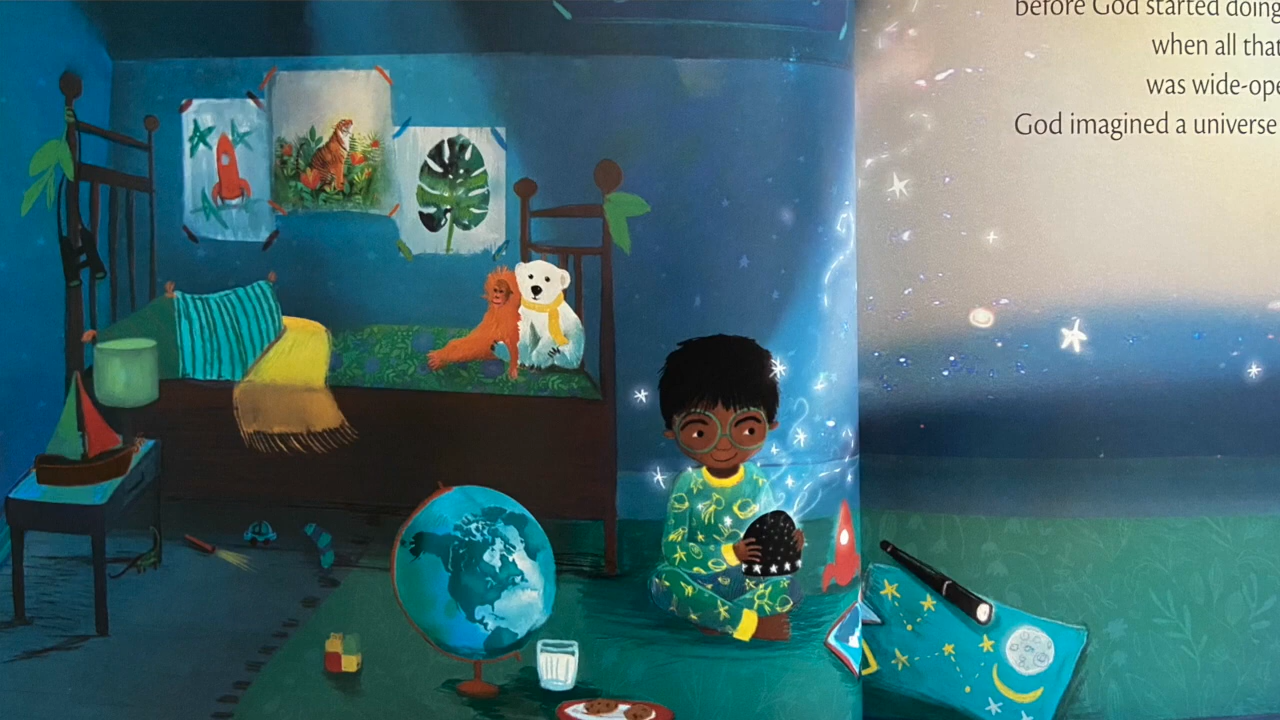 before God started doing
when all that
was wide-ope
God imagined a universe